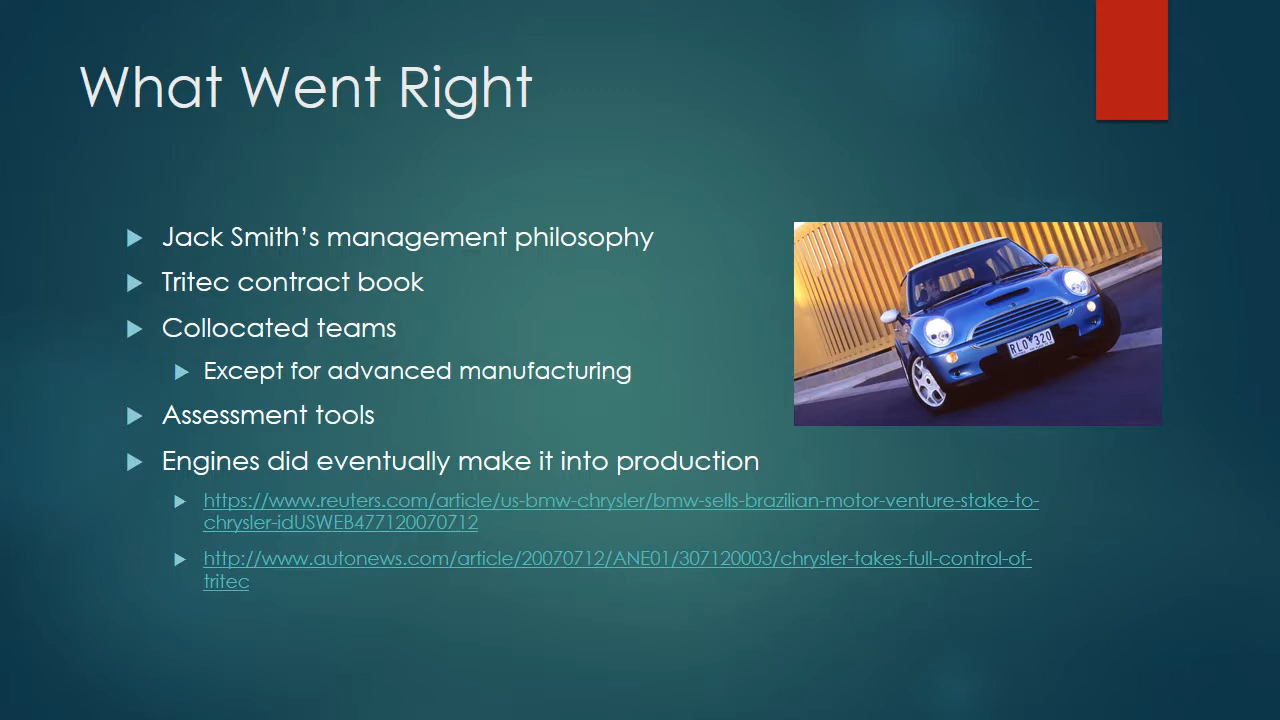 What Went Right
Jack Smith’s management philosophy
Tritec contract book
Collocated teams
Except for advanced manufacturing
Assessment tools
Engines did eventually make it into production
https://www.reuters.com/article/us-bmw-chrysler/bmw-sells-brazilian-motor-venture-stake-to-
chrysler-idUSWEB477120070712
http://www.autonews.com/article/20070712/ANE01/307120003/chrysler-takes-full-control-of-
tritec
RLO 320